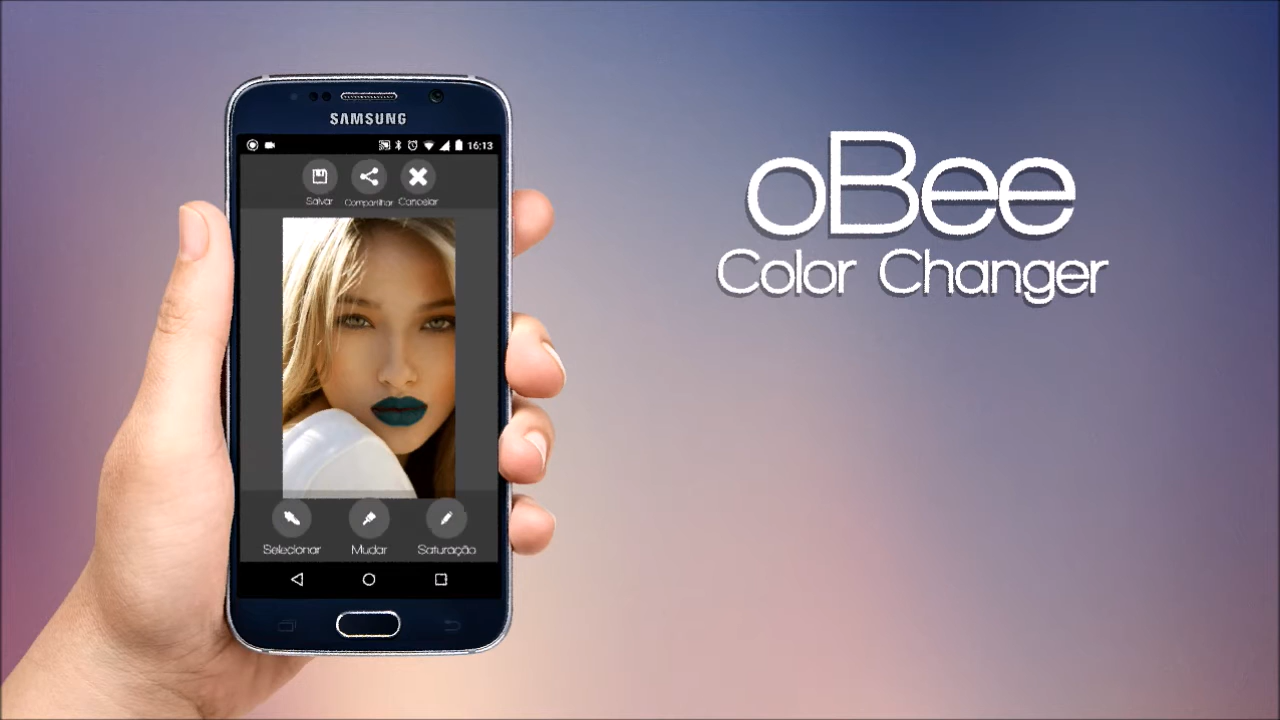 SAMSUNG
16:13
Salvar Compartilhar Cancelar
Selecionar Mudar Saturação
oBee
Color Changer